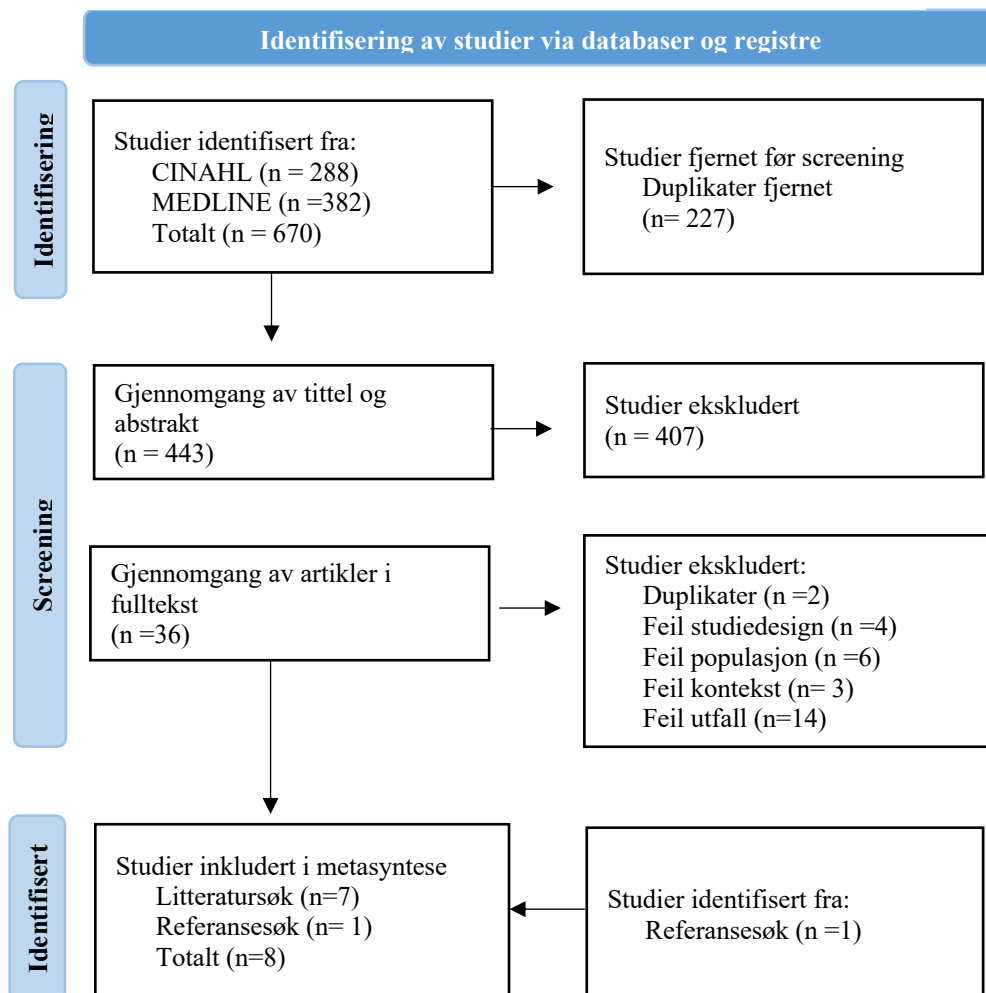 Identifisering av studier via databaser og registre
Identifisering
Studier identifisert fra:
CINAHL (n = 288)
MEDLINE (n =382)
Totalt (n = 670)
Studier fjernet før screening
Duplikater fjernet
(n= 227)
Screening
Gjennomgang av tittel og
abstrakt
(n = 443)
Studier ekskludert
(n = 407)
Gjennomgang av artikler i
fulltekst
(n =36)
Studier ekskludert:
Duplikater (n =2)
Feil studiedesign (n =4)
Feil populasjon (n =6)
Feil kontekst (n= 3)
Feil utfall (n=14)
Identifisert
Studier inkludert i metasyntese
Litteratursøk (n=7)
Referansesøk (n= 1)
Totalt (n=8)
Studier identifisert fra:
Referansesøk (n =1)